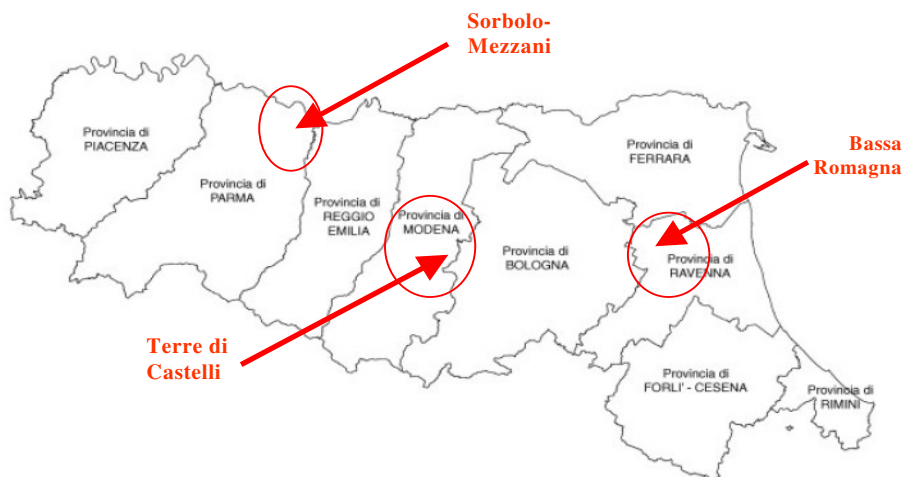 Sorbolo-
Mezzani
Provincia di
PIACENZA
Provincia di
PARMA
Provincia di
REGGIO
EMILIA
Provincia di
MODENA
Provincia di
BOLOGNA
Provincia di
FERRARA
Bassa
Romagna
Provincia di
RAVENNA
Terre di
Castelli
Provincia di
FORLI' - CESENA
Provincia di
RIMINI